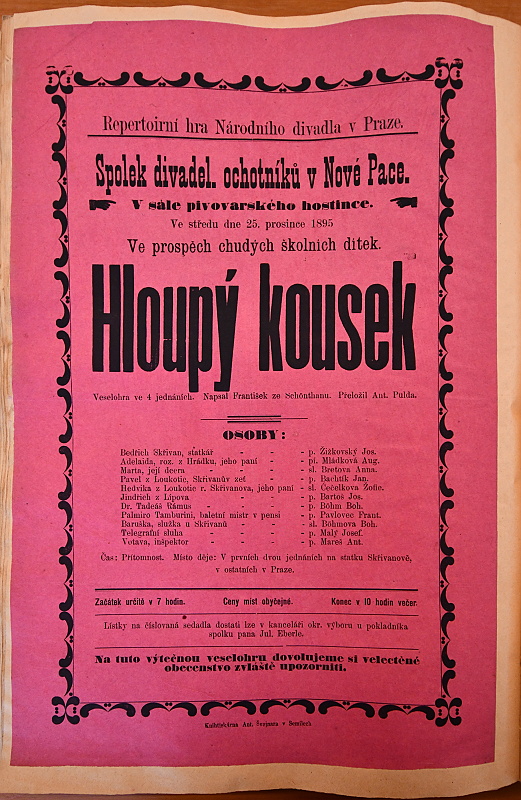 Repertoirní hra Národního divadla v Praze.
Spolek divadel. ochotníků v Nové Pace.
V sále pivovarského hostince.
Ve středu dne 25. prosince 1895
Ve prospěch chudých školních dítek.
Hloupý kousek
Veselohra ve 4 jednáních. Napsal František ze Schönthanu. Přeložil Ant. Pulda.
OSOBY:
Bedřich Skřivan, statkář - - - p. Žižkovský Jos.
Adelaida, roz. z Hrádku, jeho paní - - pí. Mládková Aug.
Marta, její dcera - - - - sl. Bretova Anna.
Pavel z Loukotic, Skřivanův zeť - - p. Bachtík Jan.
Hedvika z Loukotic r. Skřivanova, jeho paní - sl. Čečelkova Žofie.
Jindřich z Lípova - - - - p. Bartoš Jos.
Dr. Tadeáš Rámus - - - - p. Böhm Boh.
Palmiro Tamburini, baletní mistr v pensi - p. Pavlovec Frant.
Baruška, služka u Skřivanů - - - sl. Böhmova Boh.
Telegrafní sluha - - - - p. Malý Josef.
Votava, inšpektor - - - - p. Mareš Ant.
Čas: Přítomnost. Místo děje: V prvních dvou jednáních na statku Skřivanově,
v ostatních v Praze.
Začátek určitě v 7 hodin. Ceny míst obyčejné. Konec v 10 hodin večer.
Lístky na číslovaná sedadla dostati lze v kanceláři okr. výboru u pokladníka
spolku pana Jul. Eberle.
Na tuto výtečnou veselohru dovolujeme si velectěné
obecenstvo zvláště upozorniti.
Knihtiskárna Ant. Švejnara v Semilech